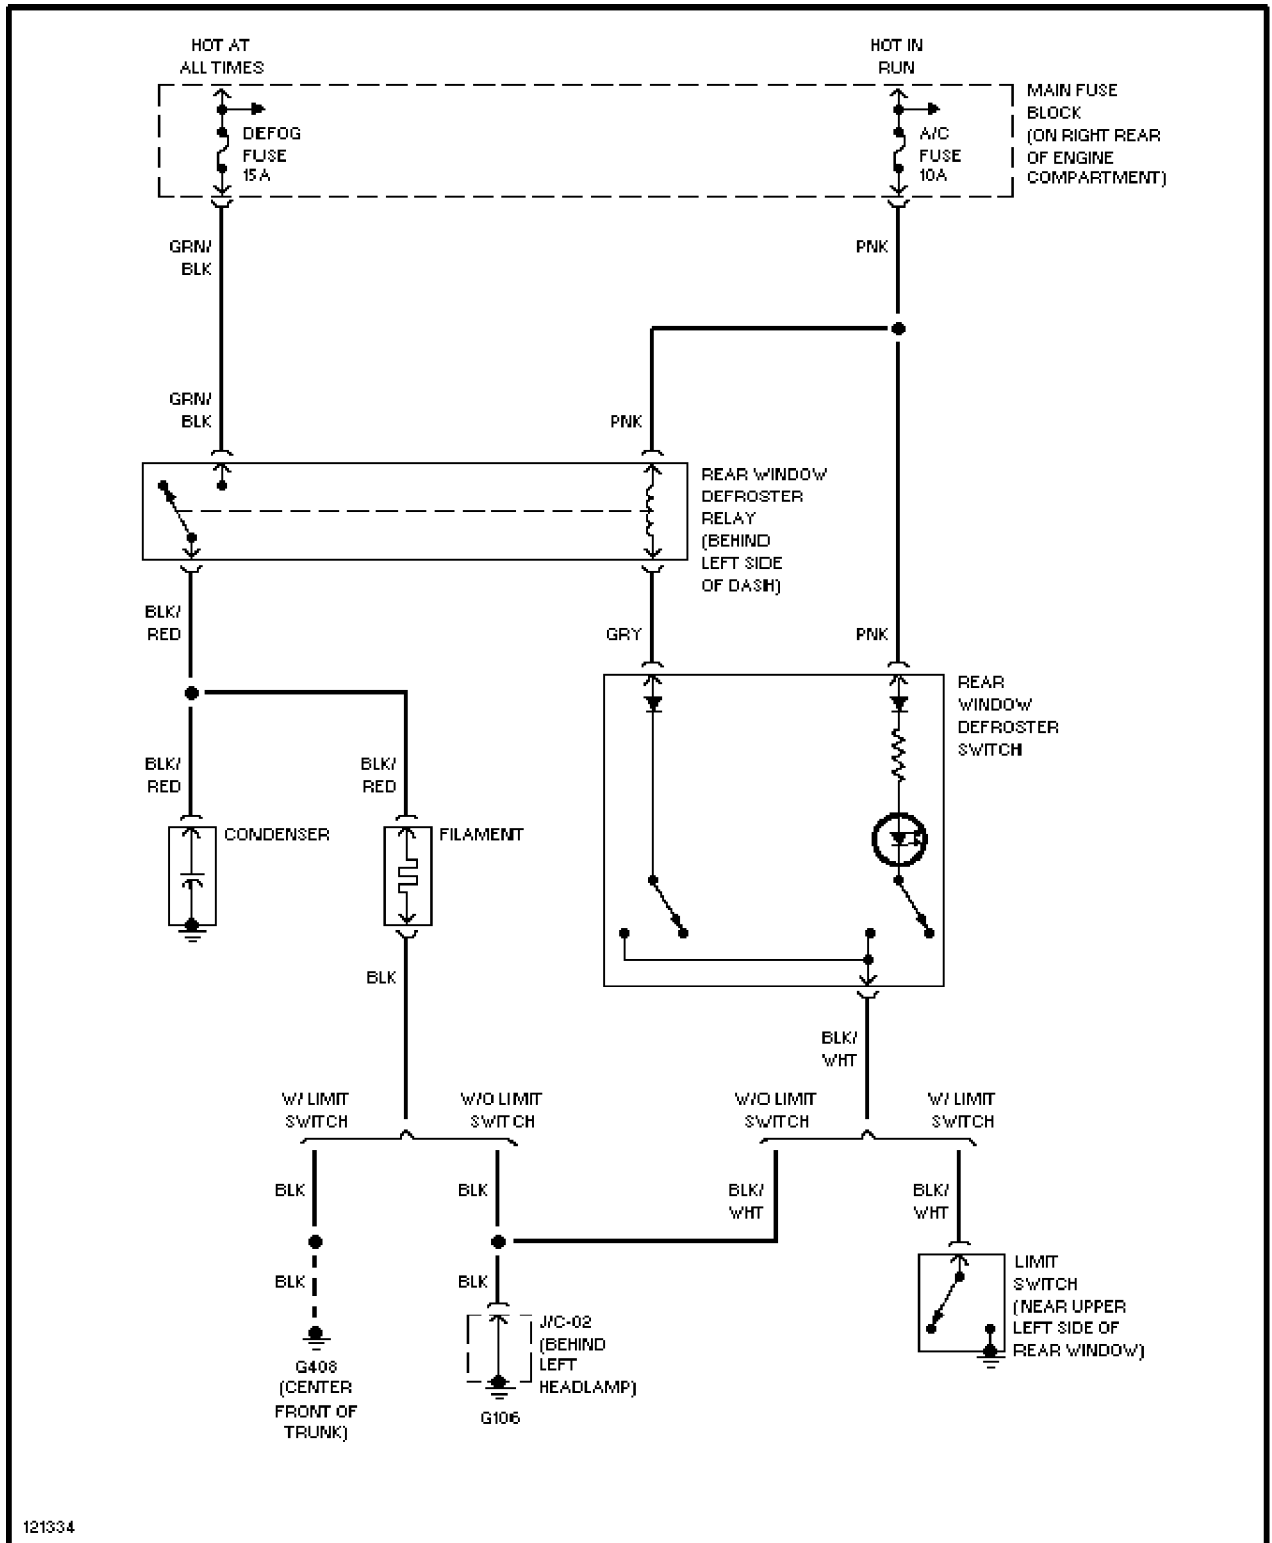 HOT AT
ALL TIMES
HOT IN
RUN
MAIN FUSE
BLOCK
(ON RIGHT REAR
OF ENGINE
COMPARTMENT)
DEFOG
FUSE
15A
A/C
FUSE
10A
GRN/
BLK
PNK
GRN/
BLK
PNK
REAR WINDOW
DEFROSTER
RELAY
(BEHIND
LEFT SIDE
OF DASH)
BLK/
RED
GRY
PNK
REAR
WINDOW
DEFROSTER
SWITCH
BLK/
RED
BLK/
RED
CONDENSER
FILAMENT
BLK
BLK/
WHT
W/ LIMIT
SWITCH
W/O LIMIT
SWITCH
W/O LIMIT
SWITCH
W/ LIMIT
SWITCH
BLK
BLK
BLK/
WHT
BLK/
WHT
BLK
BLK
LIMIT
SWITCH
(NEAR UPPER
LEFT SIDE OF
REAR WINDOW)
J/C-02
(BEHIND
LEFT
HEADLAMP)
G408
(CENTER
FRONT OF
TRUNK)
G106
121334